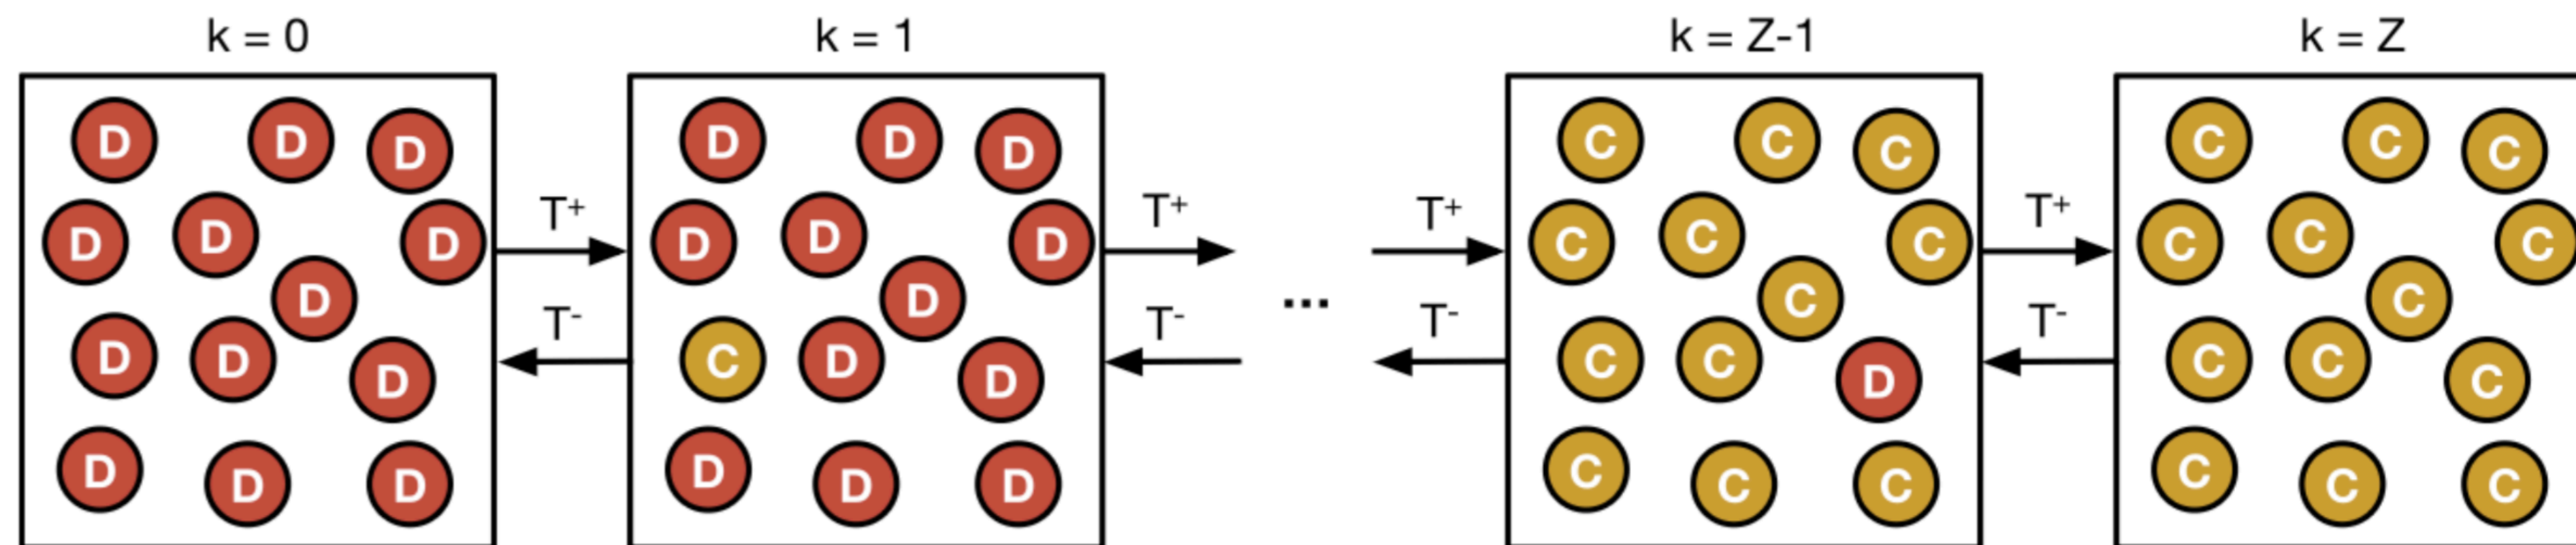 k = 0 k = 1 k = Z-1 k = Z
D D D D D D C C C C C C
D D D T⁺ D D D T⁺ T⁺ C C C T⁺ C C C
D D C C
D D D T⁻ C D D T⁻ ... T⁻ C C D T⁻ C C C
D D D D D D C C C C C C